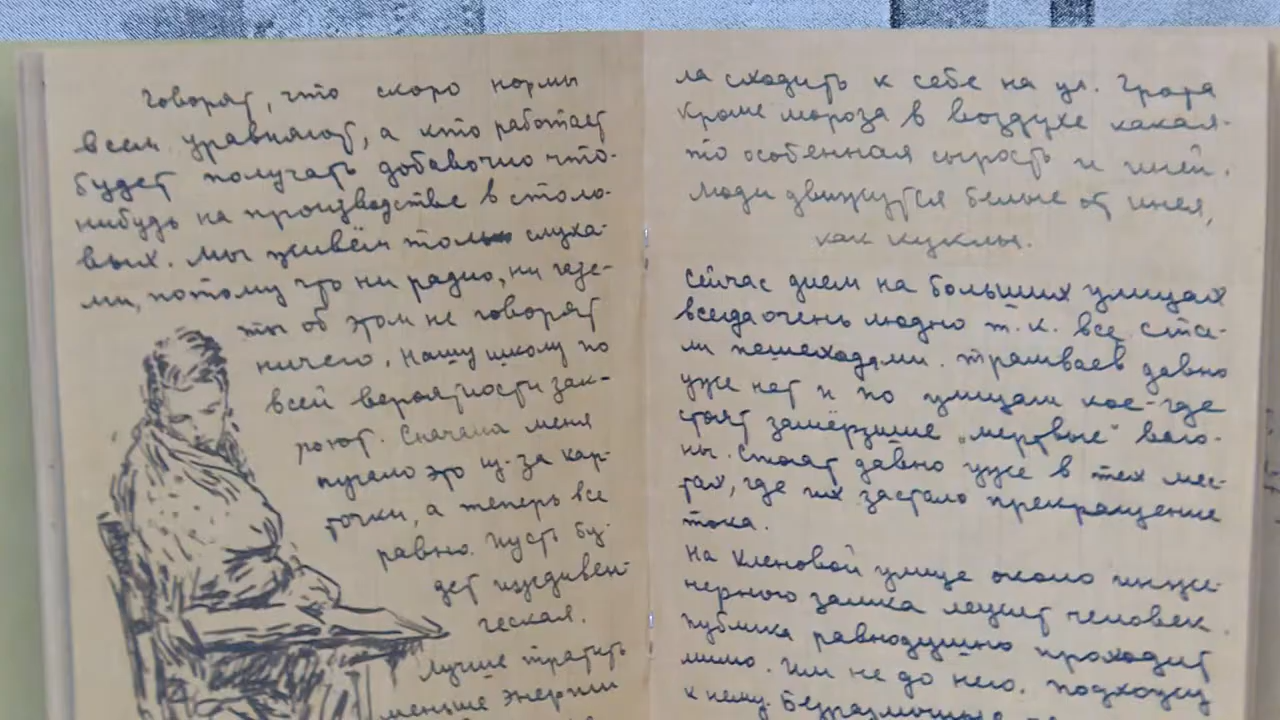 Говорят, что скоро нормы
всем уравняют, а кто работает
будет получать добавочно что-
нибудь на производстве в столо-
вых. Мы живём только слуха-
ми, потому что ни радио, ни газе-
ты об этом не говорят
ничего. Нашу школу по
всей вероятности зак-
роют. Сначала меня
пугало это из-за кар-
точки, а теперь все
равно. Пусть бу-
дет иждивен-
ческая.
Лучше тратить
меньше энергии
ла сходить к себе на ул. Грота
Кроме мороза в воздухе какая-
то особенная сырость и иней.
Люди движутся белые от инея,
как куклы.
Сейчас днем на больших улицах
всегда очень людно т.к. все ста-
ли пешеходами. Трамваев давно
уже нет и по улицам кое-где
стоят замёрзшие „мертвые" ваго-
ны. Стоят давно уже в тех мес-
тах, где их застало прекращение
тока.
На Кленовой улице около инже-
нерного замка лежит человек.
Публика равнодушно проходит
мимо. Им не до него. Подхожу
к нему.